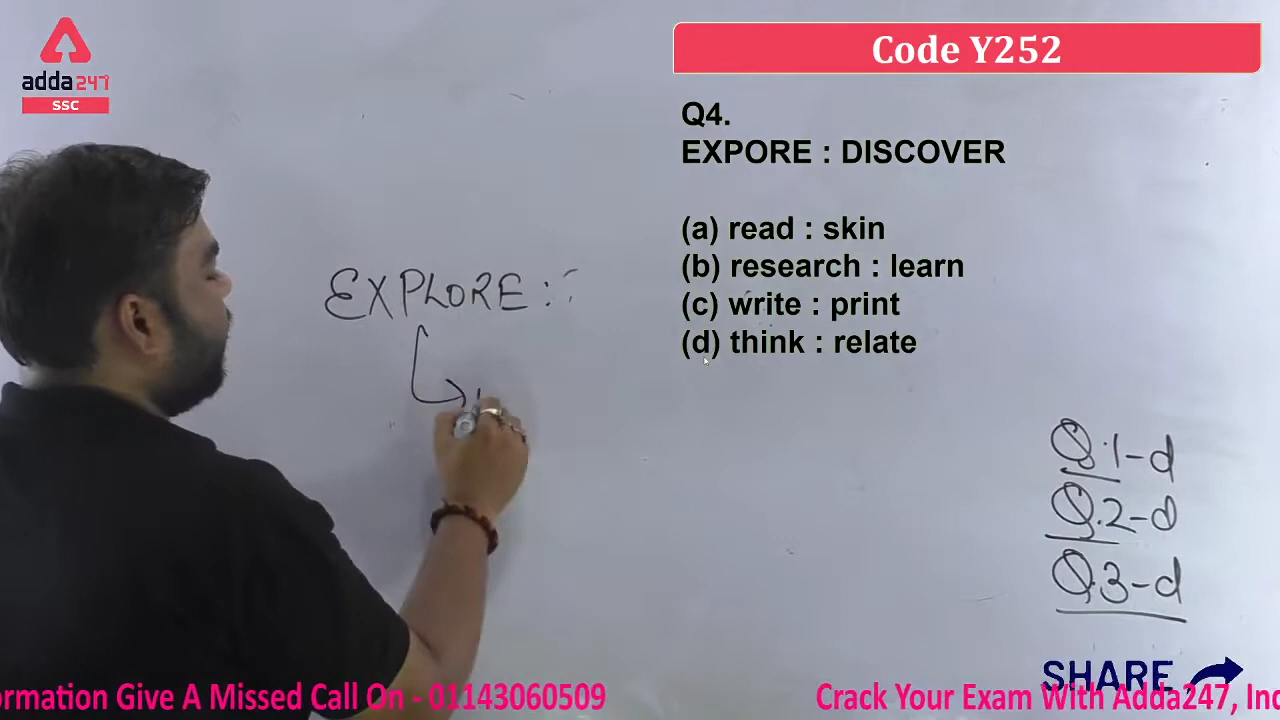 adda247
SSC
Code Y252
Q4.
EXPORE : DISCOVER
(a) read : skin
(b) research : learn
(c) write : print
(d) think : relate
EXPLORE :
Q.1-d
Q.2-d
Q.3-d
SHARE
ormation Give A Missed Call On - 01143060509
Crack Your Exam With Adda247, Inc